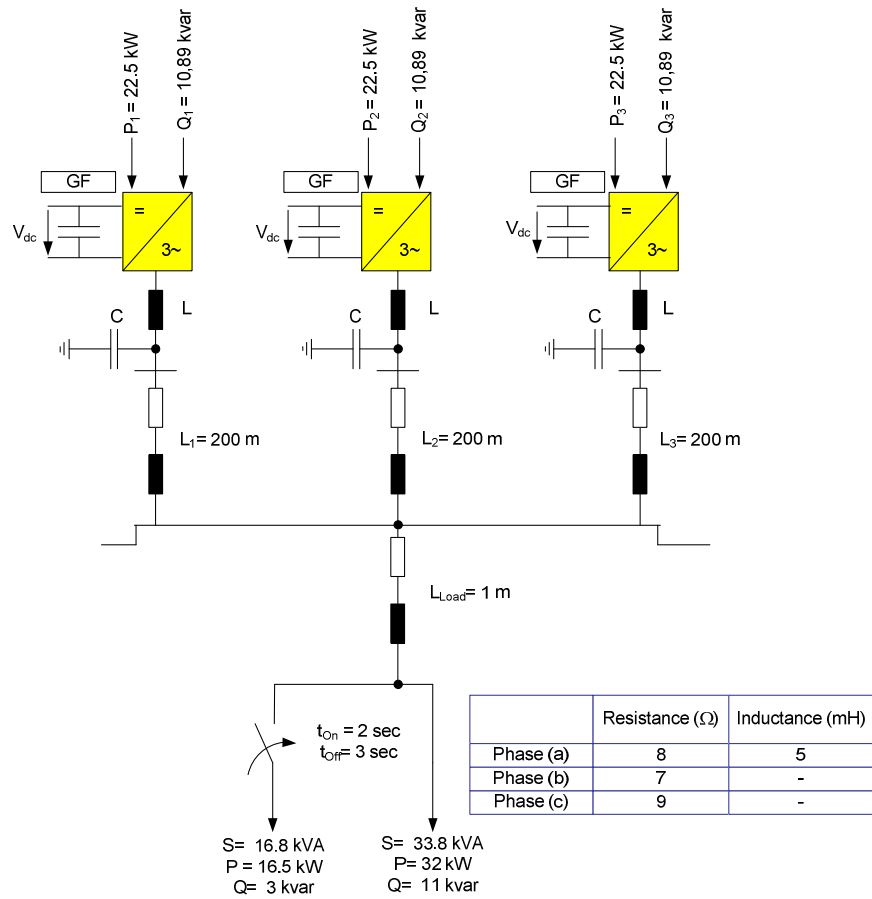 P1 = 22.5 kW
Q1 = 10,89 kvar
P2 = 22.5 kW
Q2 = 10,89 kvar
P3 = 22.5 kW
Q3 = 10,89 kvar
GF
GF
GF
Vdc
=
3~
Vdc
=
3~
Vdc
=
3~
L
L
L
C
C
C
L1= 200 m
L2= 200 m
L3= 200 m
LLoad= 1 m
tOn = 2 sec
tOff= 3 sec
Resistance (Ω) Inductance (mH)
Phase (a) 8 5
Phase (b) 7 -
Phase (c) 9 -
S= 16.8 kVA
P = 16.5 kW
Q= 3 kvar
S= 33.8 kVA
P= 32 kW
Q= 11 kvar